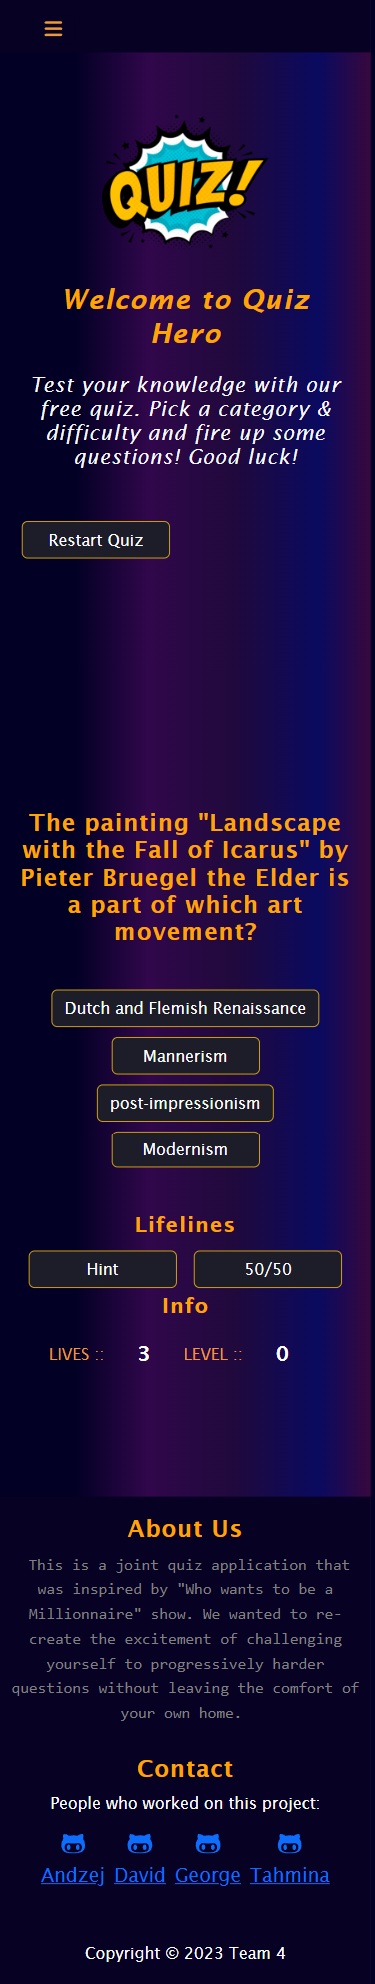 QUIZ!
Welcome to Quiz
Hero
Test your knowledge with our
free quiz. Pick a category &
difficulty and fire up some
questions! Good luck!
Restart Quiz
The painting "Landscape
with the Fall of Icarus" by
Pieter Bruegel the Elder is
a part of which art
movement?
Dutch and Flemish Renaissance
Mannerism
post-impressionism
Modernism
Lifelines
Hint 50/50
Info
LIVES :: 3 LEVEL :: 0
About Us
This is a joint quiz application that
was inspired by "Who wants to be a
Millionnaire" show. We wanted to re-
create the excitement of challenging
yourself to progressively harder
questions without leaving the comfort of
your own home.
Contact
People who worked on this project:
Andzej David George Tahmina
Copyright © 2023 Team 4